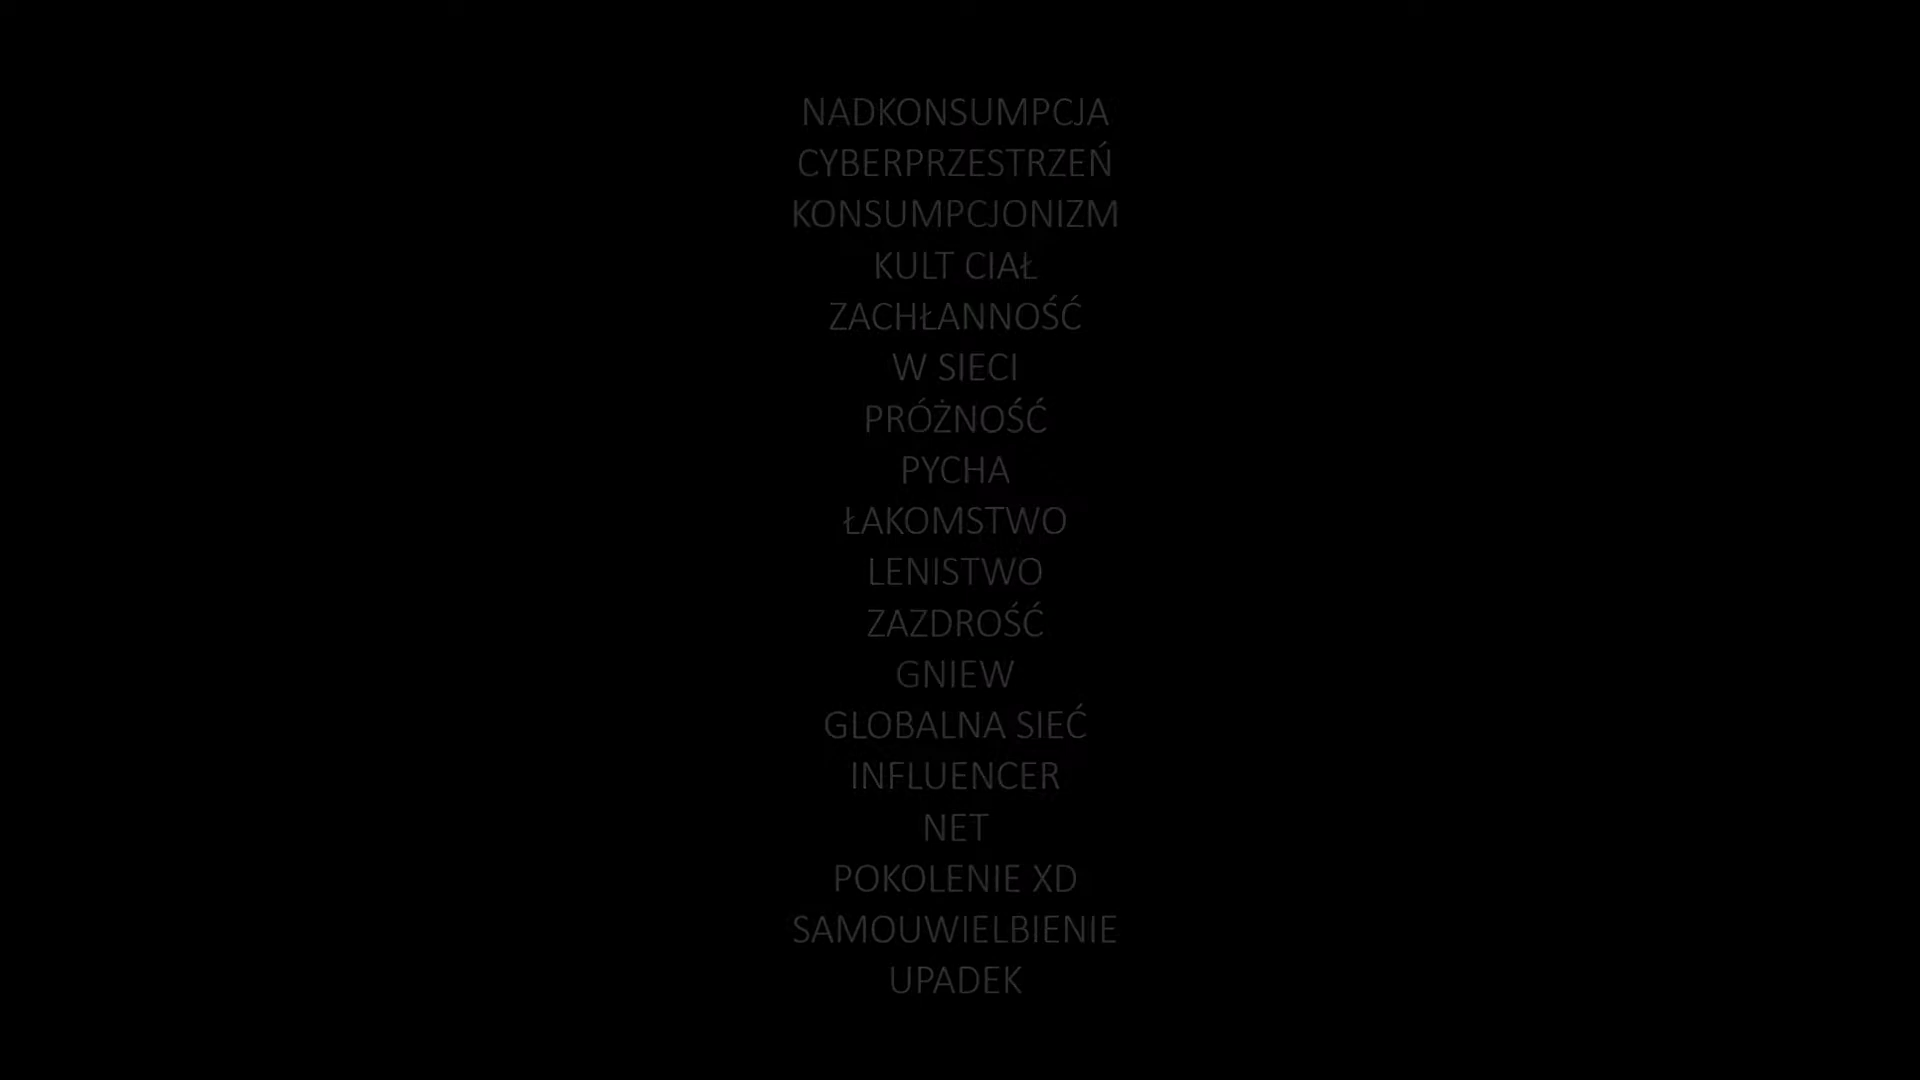 NADKONSUMPCJA
CYBERPRZESTRZEŃ
KONSUMPCJONIZM
KULT CIAŁ
ZACHŁANNOŚĆ
W SIECI
PRÓŻNOŚĆ
PYCHA
ŁAKOMSTWO
LENISTWO
ZAZDROŚĆ
GNIEW
GLOBALNA SIEĆ
INFLUENCER
NET
POKOLENIE XD
SAMOUWIELBIENIE
UPADEK